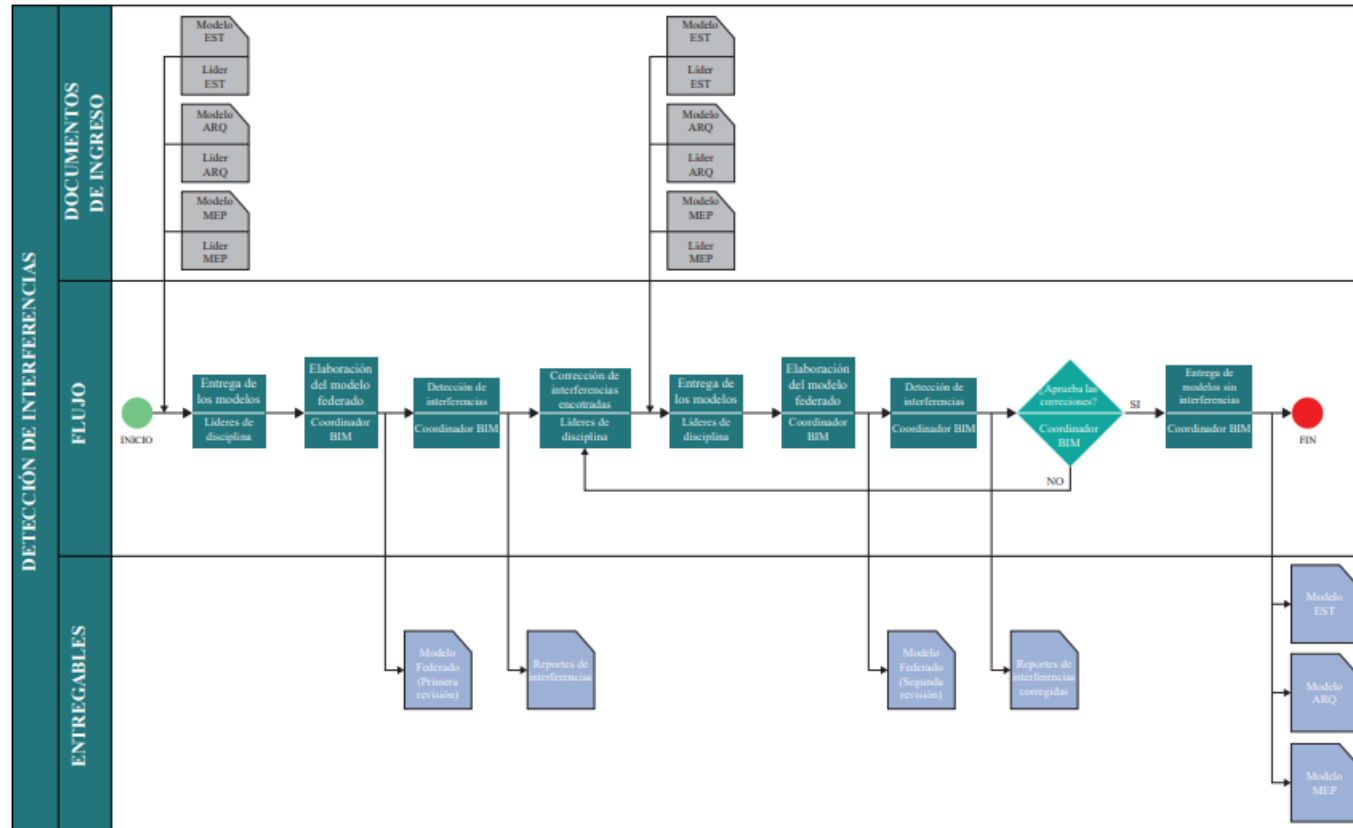 DETECCIÓN DE INTERFERENCIAS
DOCUMENTOS
DE INGRESO
Modelo
EST
Líder
EST
Modelo
ARQ
Líder
ARQ
Modelo
MEP
Líder
MEP
Modelo
EST
Líder
EST
Modelo
ARQ
Líder
ARQ
Modelo
MEP
Líder
MEP
FLUJO
INICIO
Entrega de
los modelos
Líderes de
disciplina
Elaboración
del modelo
federado
Coordinador
BIM
Detección de
interferencias
Coordinador BIM
Corrección de
interferencias
encotradas
Líderes de
disciplina
Entrega de
los modelos
Líderes de
disciplina
Elaboración
del modelo
federado
Coordinador
BIM
Detección de
interferencias
Coordinador BIM
¿Aprueba las
correciones?
Coordinador
BIM
SI
NO
Entrega de
modelos sin
interferencias
Coordinador BIM
FIN
ENTREGABLES
Modelo
Federado
(Primera
revisión)
Reportes de
interferencias
Modelo
Federado
(Segunda
revisión)
Reportes de
interferencias
corregidas
Modelo
EST
Modelo
ARQ
Modelo
MEP